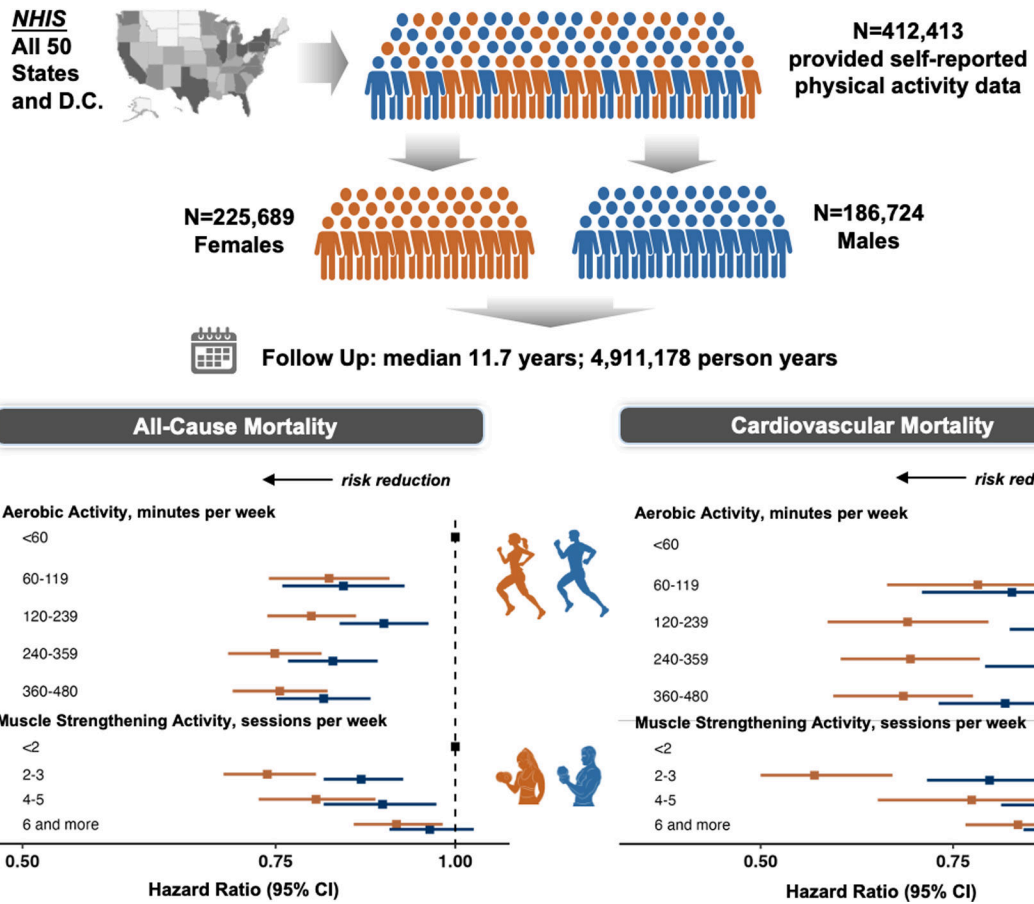 NHIS
All 50
States
and D.C.
N=412,413
provided self-reported
physical activity data
N=225,689
Females
N=186,724
Males
Follow Up: median 11.7 years; 4,911,178 person years
All-Cause Mortality
risk reduction
Aerobic Activity, minutes per week
<60
60-119
120-239
240-359
360-480
Muscle Strengthening Activity, sessions per week
<2
2-3
4-5
6 and more
0.50 0.75 1.00
Hazard Ratio (95% CI)
Cardiovascular Mortality
risk red
Aerobic Activity, minutes per week
<60
60-119
120-239
240-359
360-480
Muscle Strengthening Activity, sessions per week
<2
2-3
4-5
6 and more
0.50 0.75
Hazard Ratio (95% CI)